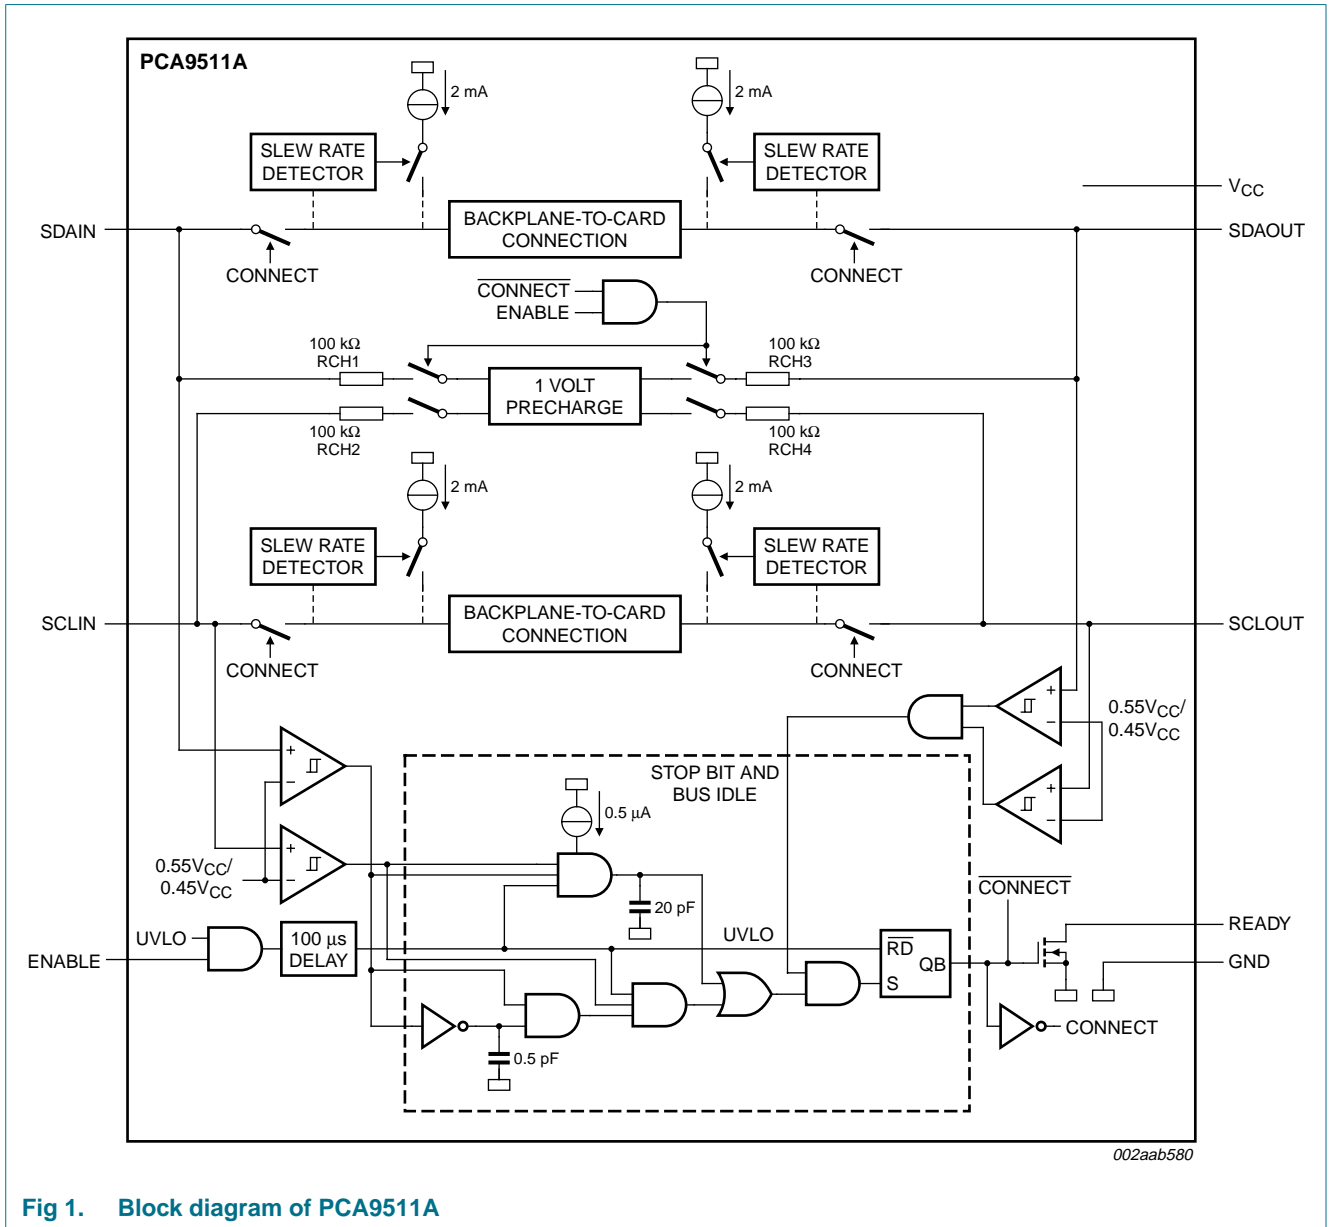 PCA9511A
2 mA
2 mA
SLEW RATE
DETECTOR
SLEW RATE
DETECTOR
VCC
SDAIN
BACKPLANE-TO-CARD
CONNECTION
SDAOUT
CONNECT
CONNECT
CONNECT
ENABLE
100 kΩ
RCH1
100 kΩ
RCH3
1 VOLT
PRECHARGE
100 kΩ
RCH2
100 kΩ
RCH4
2 mA
2 mA
SLEW RATE
DETECTOR
SLEW RATE
DETECTOR
SCLIN
BACKPLANE-TO-CARD
CONNECTION
SCLOUT
CONNECT
CONNECT
+
−
0.55VCC/
0.45VCC
+
−
STOP BIT AND
BUS IDLE
+
−
+
−
0.5 μA
0.55VCC/
0.45VCC
CONNECT
20 pF
UVLO
ENABLE
100 μs
DELAY
UVLO
RD
QB
S
READY
GND
CONNECT
0.5 pF
002aab580
Fig 1. Block diagram of PCA9511A